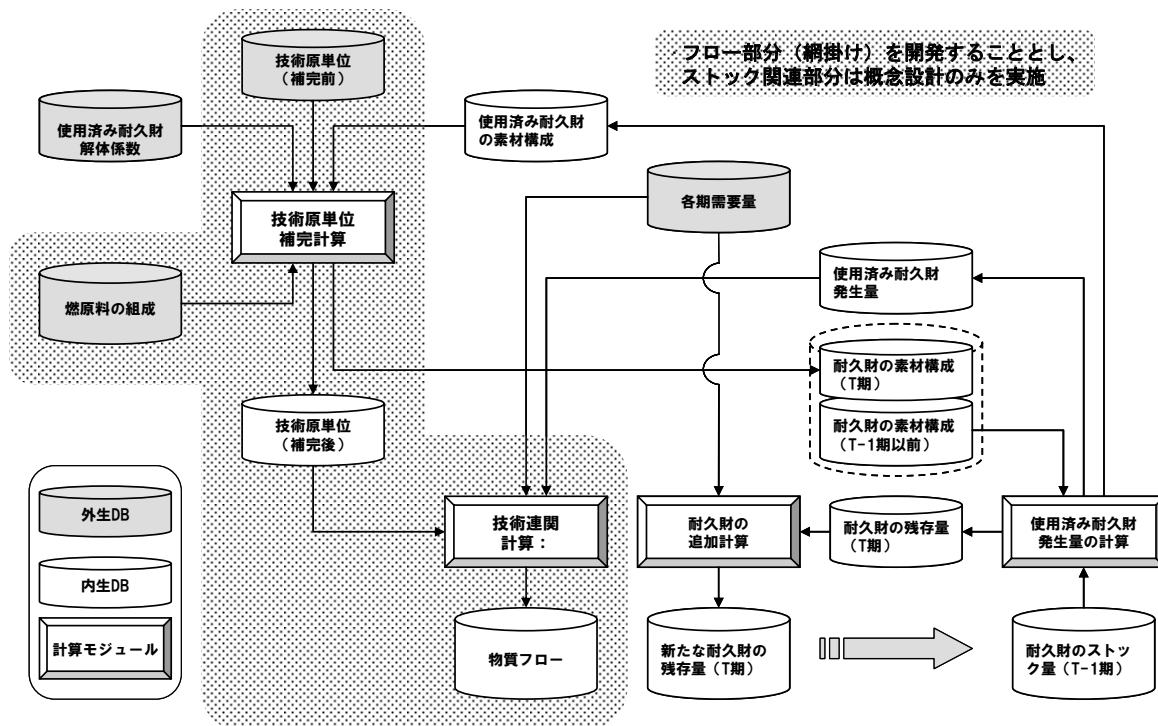 フロー部分（網掛け）を開発することとし、
ストック関連部分は概念設計のみを実施
技術原単位
（補完前）
使用済み耐久財
解体係数
使用済み耐久財
の素材構成
各期需要量
技術原単位
補完計算
燃原料の組成
使用済み耐久財
発生量
耐久財の素材構成
（T期）
耐久財の素材構成
（T-1期以前）
技術原単位
（補完後）
外生DB
内生DB
計算モジュール
技術連関
計算：
耐久財の
追加計算
耐久財の残存量
（T期）
使用済み耐久財
発生量の計算
物質フロー
新たな耐久財の
残存量（T期）
耐久財のストッ
ク量（T-1期）